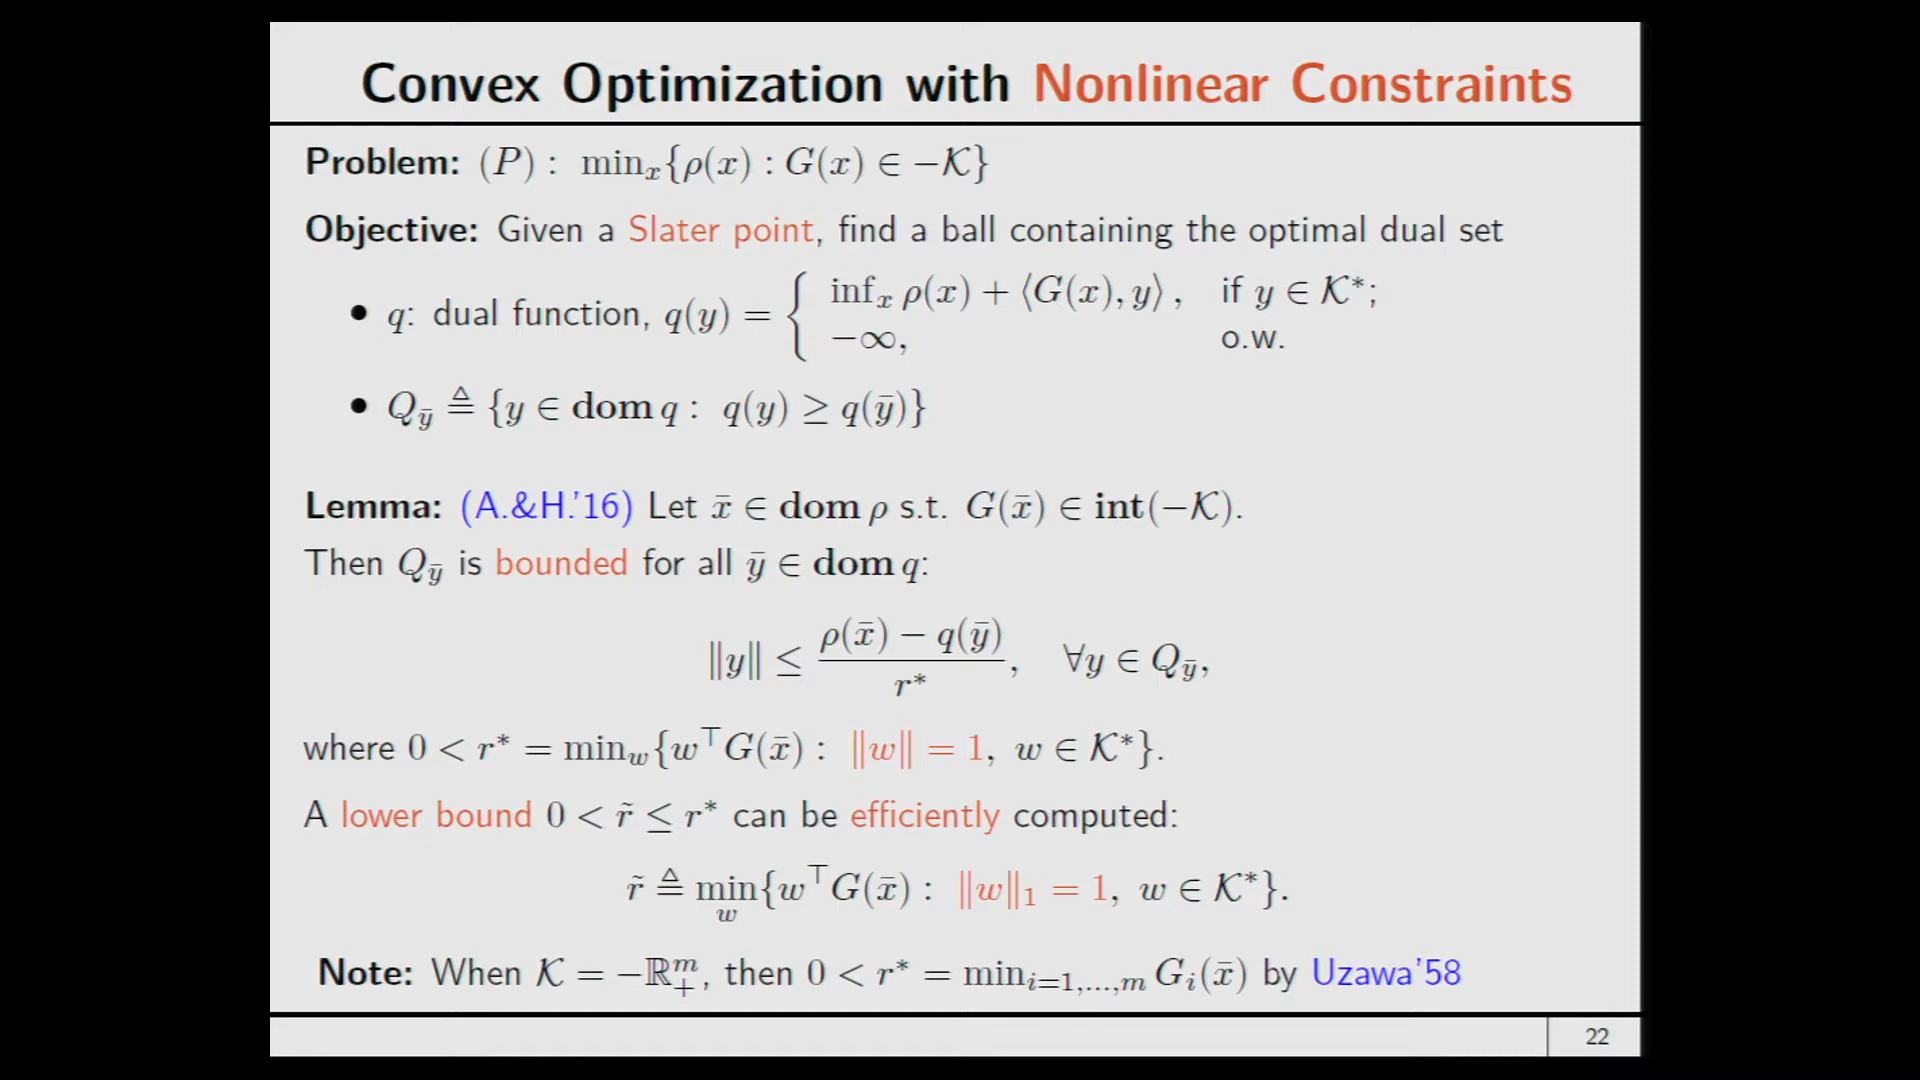 Convex Optimization with Nonlinear Constraints
Problem: (P) : min_x{ρ(x) : G(x) ∈ −𝒦}
Objective: Given a Slater point, find a ball containing the optimal dual set
• q: dual function, q(y) = { inf_x ρ(x) + ⟨G(x), y⟩ , if y ∈ 𝒦*;
−∞, o.w.
• Q_ȳ ≜ {y ∈ dom q : q(y) ≥ q(ȳ)}
Lemma: (A.&H.'16) Let x̄ ∈ dom ρ s.t. G(x̄) ∈ int(−𝒦).
Then Q_ȳ is bounded for all ȳ ∈ dom q:
‖y‖ ≤ (ρ(x̄) − q(ȳ)) / r*, ∀y ∈ Q_ȳ,
where 0 < r* = min_w{w^⊤G(x̄) : ‖w‖ = 1, w ∈ 𝒦*}.
A lower bound 0 < r̃ ≤ r* can be efficiently computed:
r̃ ≜ min_w{w^⊤G(x̄) : ‖w‖_1 = 1, w ∈ 𝒦*}.
Note: When 𝒦 = −ℝ^m_+, then 0 < r* = min_{i=1,...,m} G_i(x̄) by Uzawa'58
22